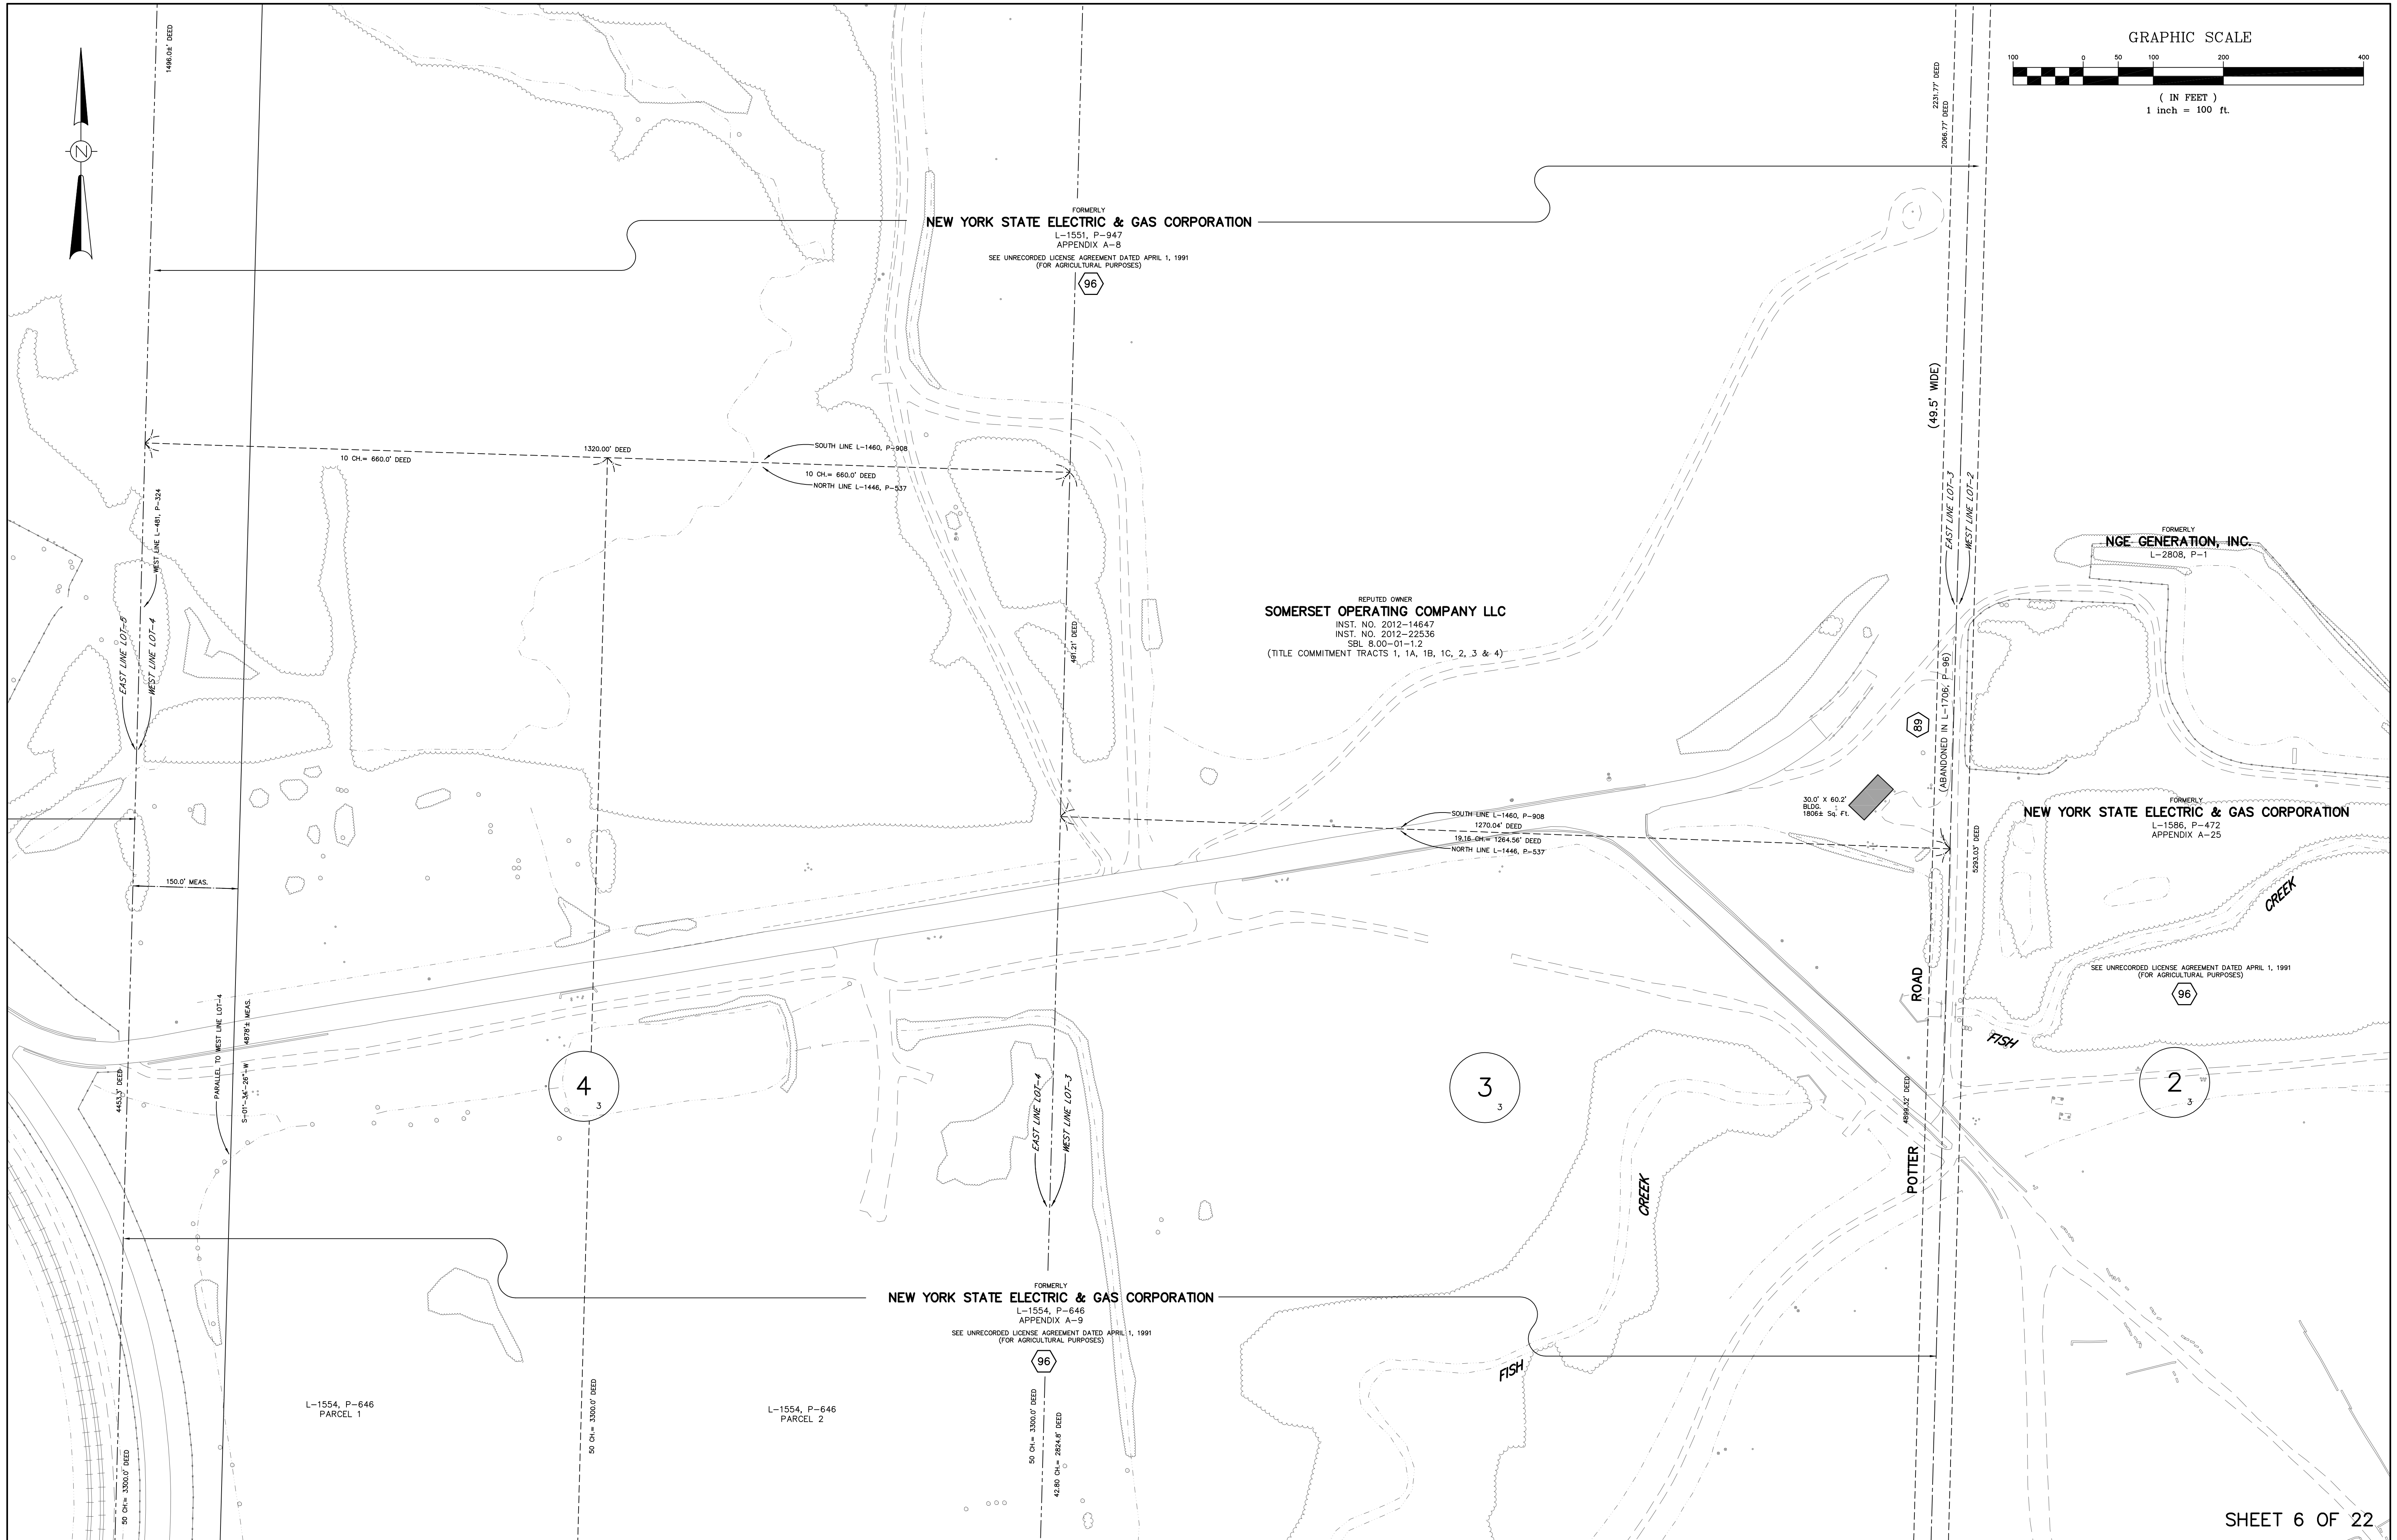 1496.0±' DEED
N
GRAPHIC SCALE
100 0 50 100 200 400
( IN FEET )
1 inch = 100 ft.
2231.77' DEED
2066.77' DEED
FORMERLY
NEW YORK STATE ELECTRIC & GAS CORPORATION
L-1551, P-947
APPENDIX A-8
SEE UNRECORDED LICENSE AGREEMENT DATED APRIL 1, 1991
(FOR AGRICULTURAL PURPOSES)
96
(49.5' WIDE)
1320.00' DEED
10 CH.= 660.0' DEED
SOUTH LINE L-1460, P-908
10 CH.= 660.0' DEED
NORTH LINE L-1446, P-537
WEST LINE L-481, P-324
EAST LINE LOT-5
WEST LINE LOT-4
491.21' DEED
REPUTED OWNER
SOMERSET OPERATING COMPANY LLC
INST. NO. 2012-14647
INST. NO. 2012-22536
SBL 8.00-01-1.2
(TITLE COMMITMENT TRACTS 1, 1A, 1B, 1C, 2, 3 & 4)
EAST LINE LOT-3
WEST LINE LOT-2
FORMERLY
NGE GENERATION, INC.
L-2808, P-1
89
(ABANDONED IN L-1706, P-96)
30.0' X 60.2'
BLDG.
1806± Sq. Ft.
FORMERLY
NEW YORK STATE ELECTRIC & GAS CORPORATION
L-1586, P-472
APPENDIX A-25
SOUTH LINE L-1460, P-908
1270.04' DEED
19.16 CH.= 1264.56' DEED
NORTH LINE L-1446, P-537
5293.03' DEED
150.0' MEAS.
CREEK
FISH
SEE UNRECORDED LICENSE AGREEMENT DATED APRIL 1, 1991
(FOR AGRICULTURAL PURPOSES)
96
ROAD
POTTER
4453.3' DEED
PARALLEL TO WEST LINE LOT-4
S-01°-34'-26"-W 4878'± MEAS.
4
3
EAST LINE LOT-4
WEST LINE LOT-3
3
3
4899.32' DEED
2
3
CREEK
FISH
FORMERLY
NEW YORK STATE ELECTRIC & GAS CORPORATION
L-1554, P-646
APPENDIX A-9
SEE UNRECORDED LICENSE AGREEMENT DATED APRIL 1, 1991
(FOR AGRICULTURAL PURPOSES)
96
L-1554, P-646
PARCEL 1
L-1554, P-646
PARCEL 2
50 CH.= 3300.0' DEED
50 CH.= 3300.0' DEED
50 CH.= 3300.0' DEED
42.80 CH.= 2824.8' DEED
SHEET 6 OF 22